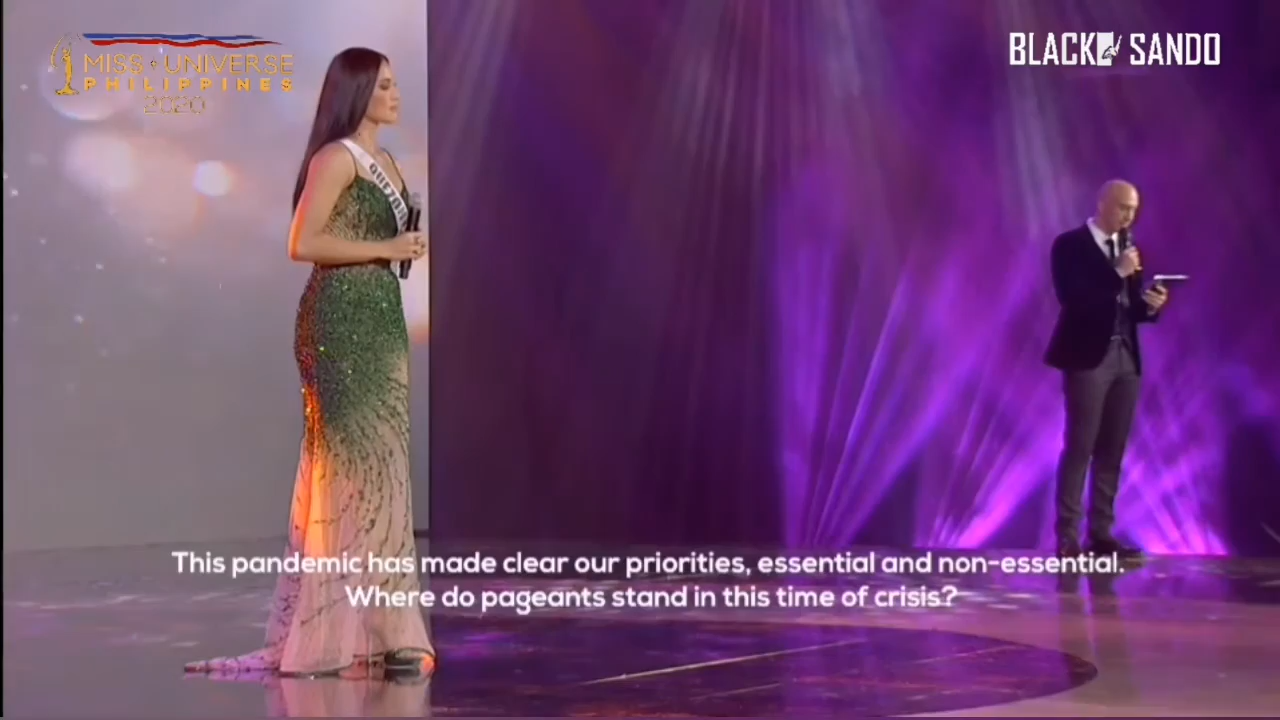 MISS UNIVERSE
PHILIPPINES
2020
BLACK SANDO
QUEZON
This pandemic has made clear our priorities, essential and non-essential.
Where do pageants stand in this time of crisis?